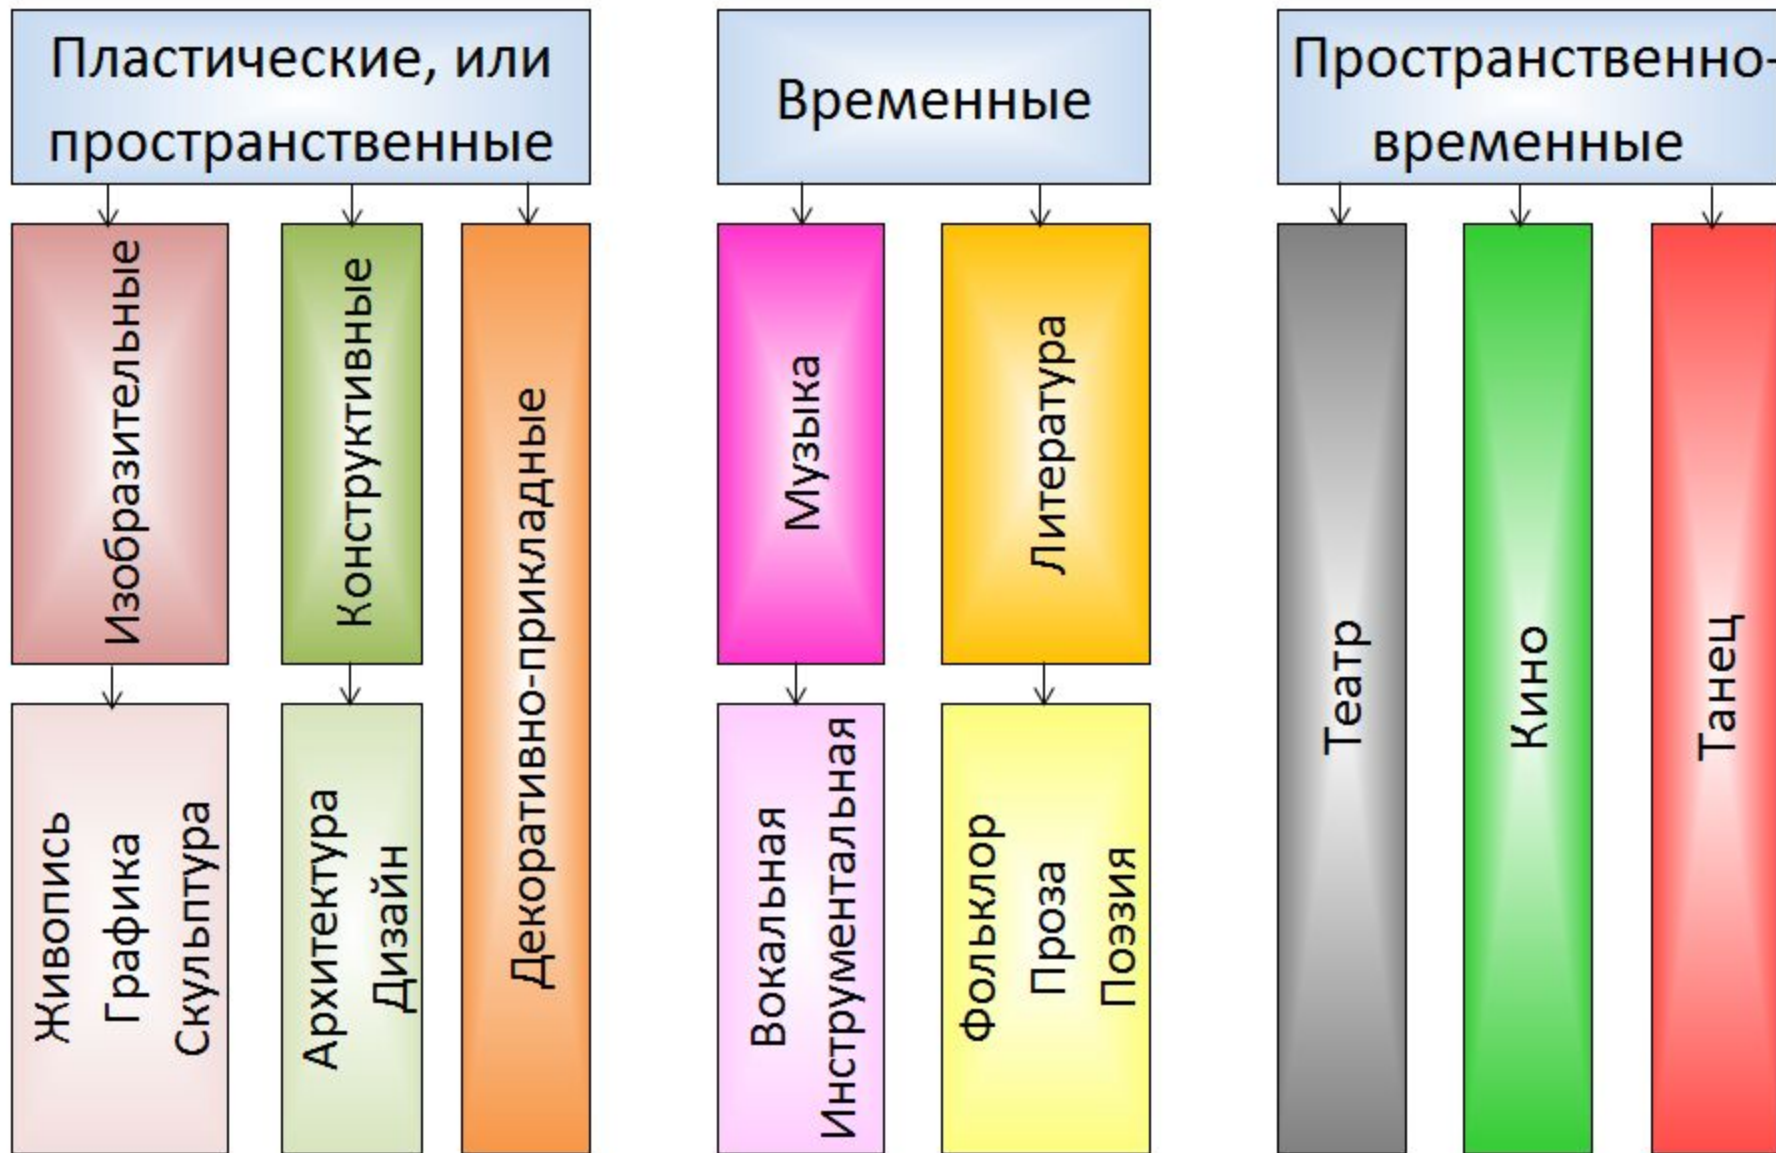 Пластические, или
пространственные
Временные
Пространственно-
временные
Изобразительные
Конструктивные
Декоративно-прикладные
Музыка
Литература
Театр
Кино
Танец
Живопись
Графика
Скульптура
Архитектура
Дизайн
Вокальная
Инструментальная
Фольклор
Проза
Поэзия